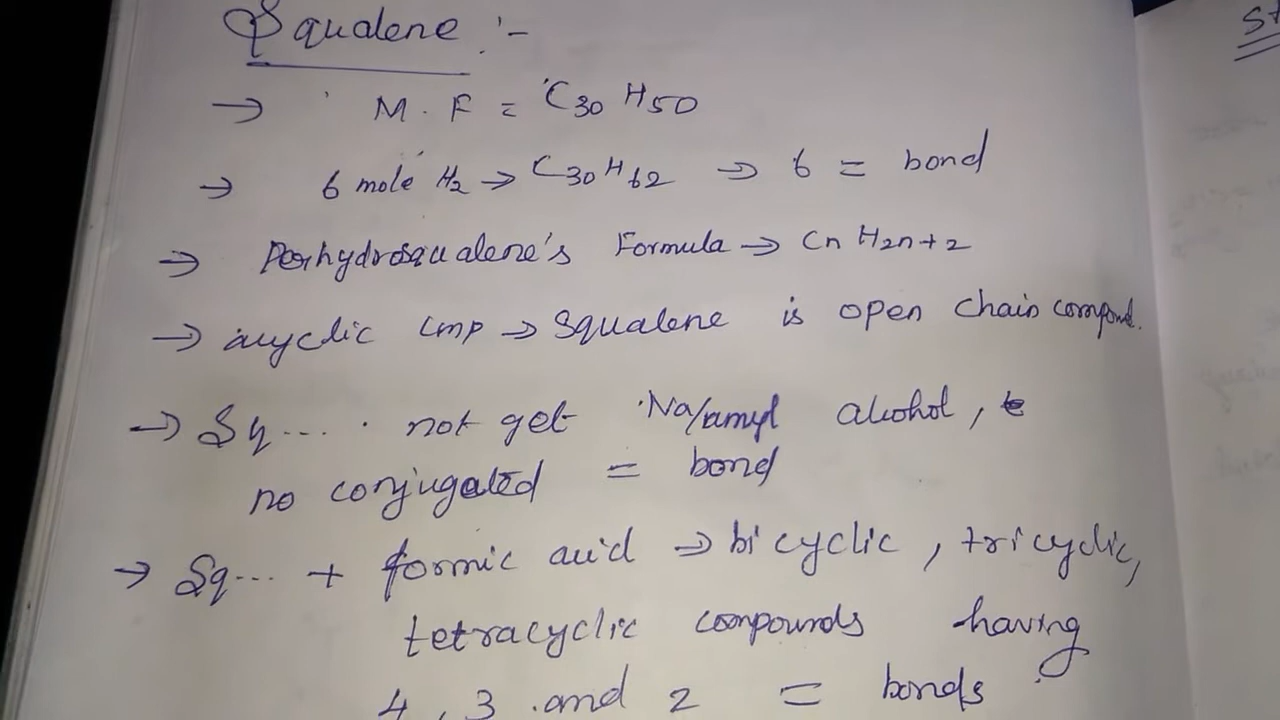 Squalene :-
→ M.F = C30 H50
→ 6 mole H2 → C30 H62 → 6 = bond
→ Perhydrosqualene's Formula → Cn H2n+2
→ acyclic cmp → Squalene is open chain compound.
→ Sq.... not get Na/amyl alcohol,
no conjugated = bond
→ Sq... + formic acid → bicyclic, tricyclic,
tetracyclic compounds having
4, 3 and 2 = bonds